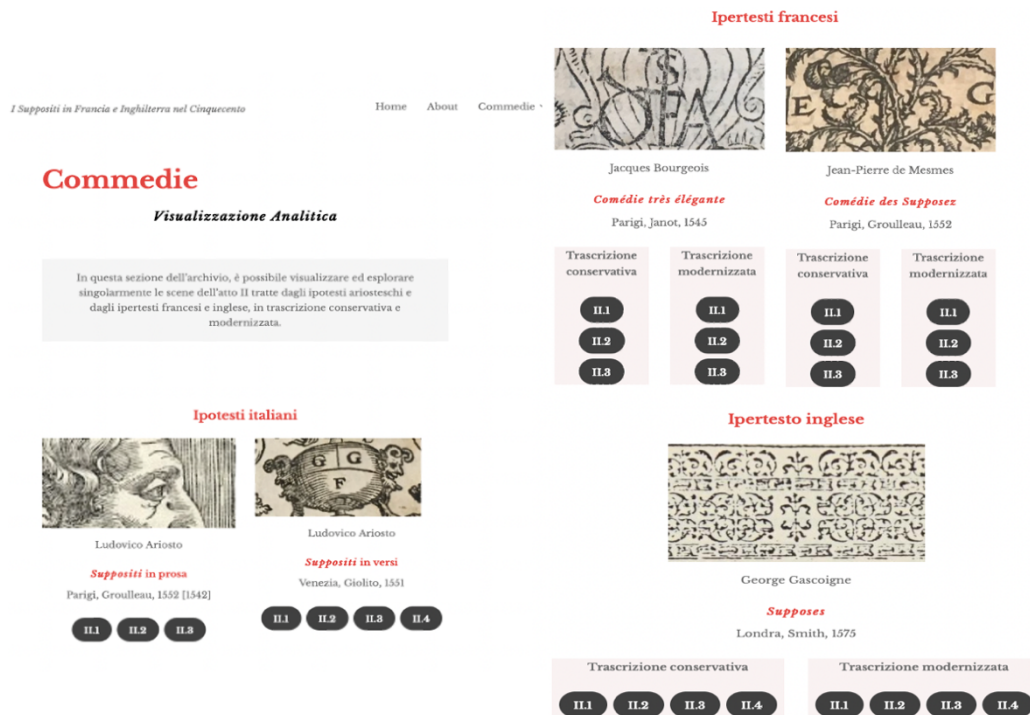 I Suppositi in Francia e Inghilterra nel Cinquecento
Home About Commedie
Commedie
Visualizzazione Analitica
In questa sezione dell'archivio, è possibile visualizzare ed esplorare
singolarmente le scene dell'atto II tratte dagli ipotesti ariosteschi e
dagli ipertesti francesi e inglese, in trascrizione conservativa e
modernizzata.
Ipotesti italiani
Ludovico Ariosto
Suppositi in prosa
Parigi, Groulleau, 1552 [1542]
II.1 II.2 II.3
G G
F
Ludovico Ariosto
Suppositi in versi
Venezia, Giolito, 1551
II.1 II.2 II.3 II.4
Ipertesti francesi
Jacques Bourgeois
Comédie très élégante
Parigi, Janot, 1545
Trascrizione
conservativa
II.1
II.2
II.3
Trascrizione
modernizzata
II.1
II.2
II.3
E G
Jean-Pierre de Mesmes
Comédie des Supposez
Parigi, Groulleau, 1552
Trascrizione
conservativa
II.1
II.2
II.3
Trascrizione
modernizzata
II.1
II.2
II.3
Ipertesto inglese
George Gascoigne
Supposes
Londra, Smith, 1575
Trascrizione conservativa
II.1 II.2 II.3 II.4
Trascrizione modernizzata
II.1 II.2 II.3 II.4